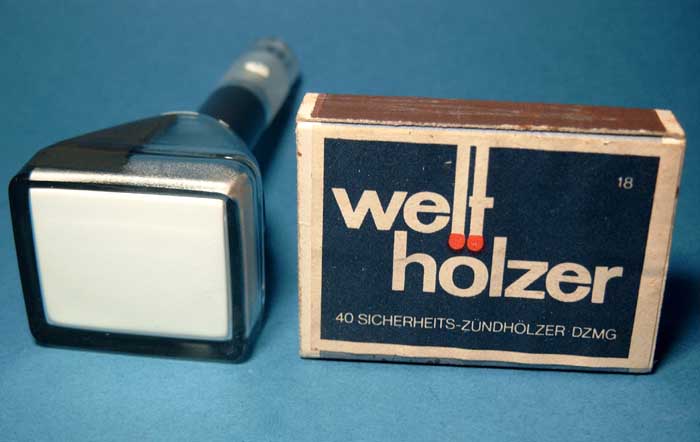 18
welt
hölzer
40 SICHERHEITS-ZÜNDHÖLZER DZMG